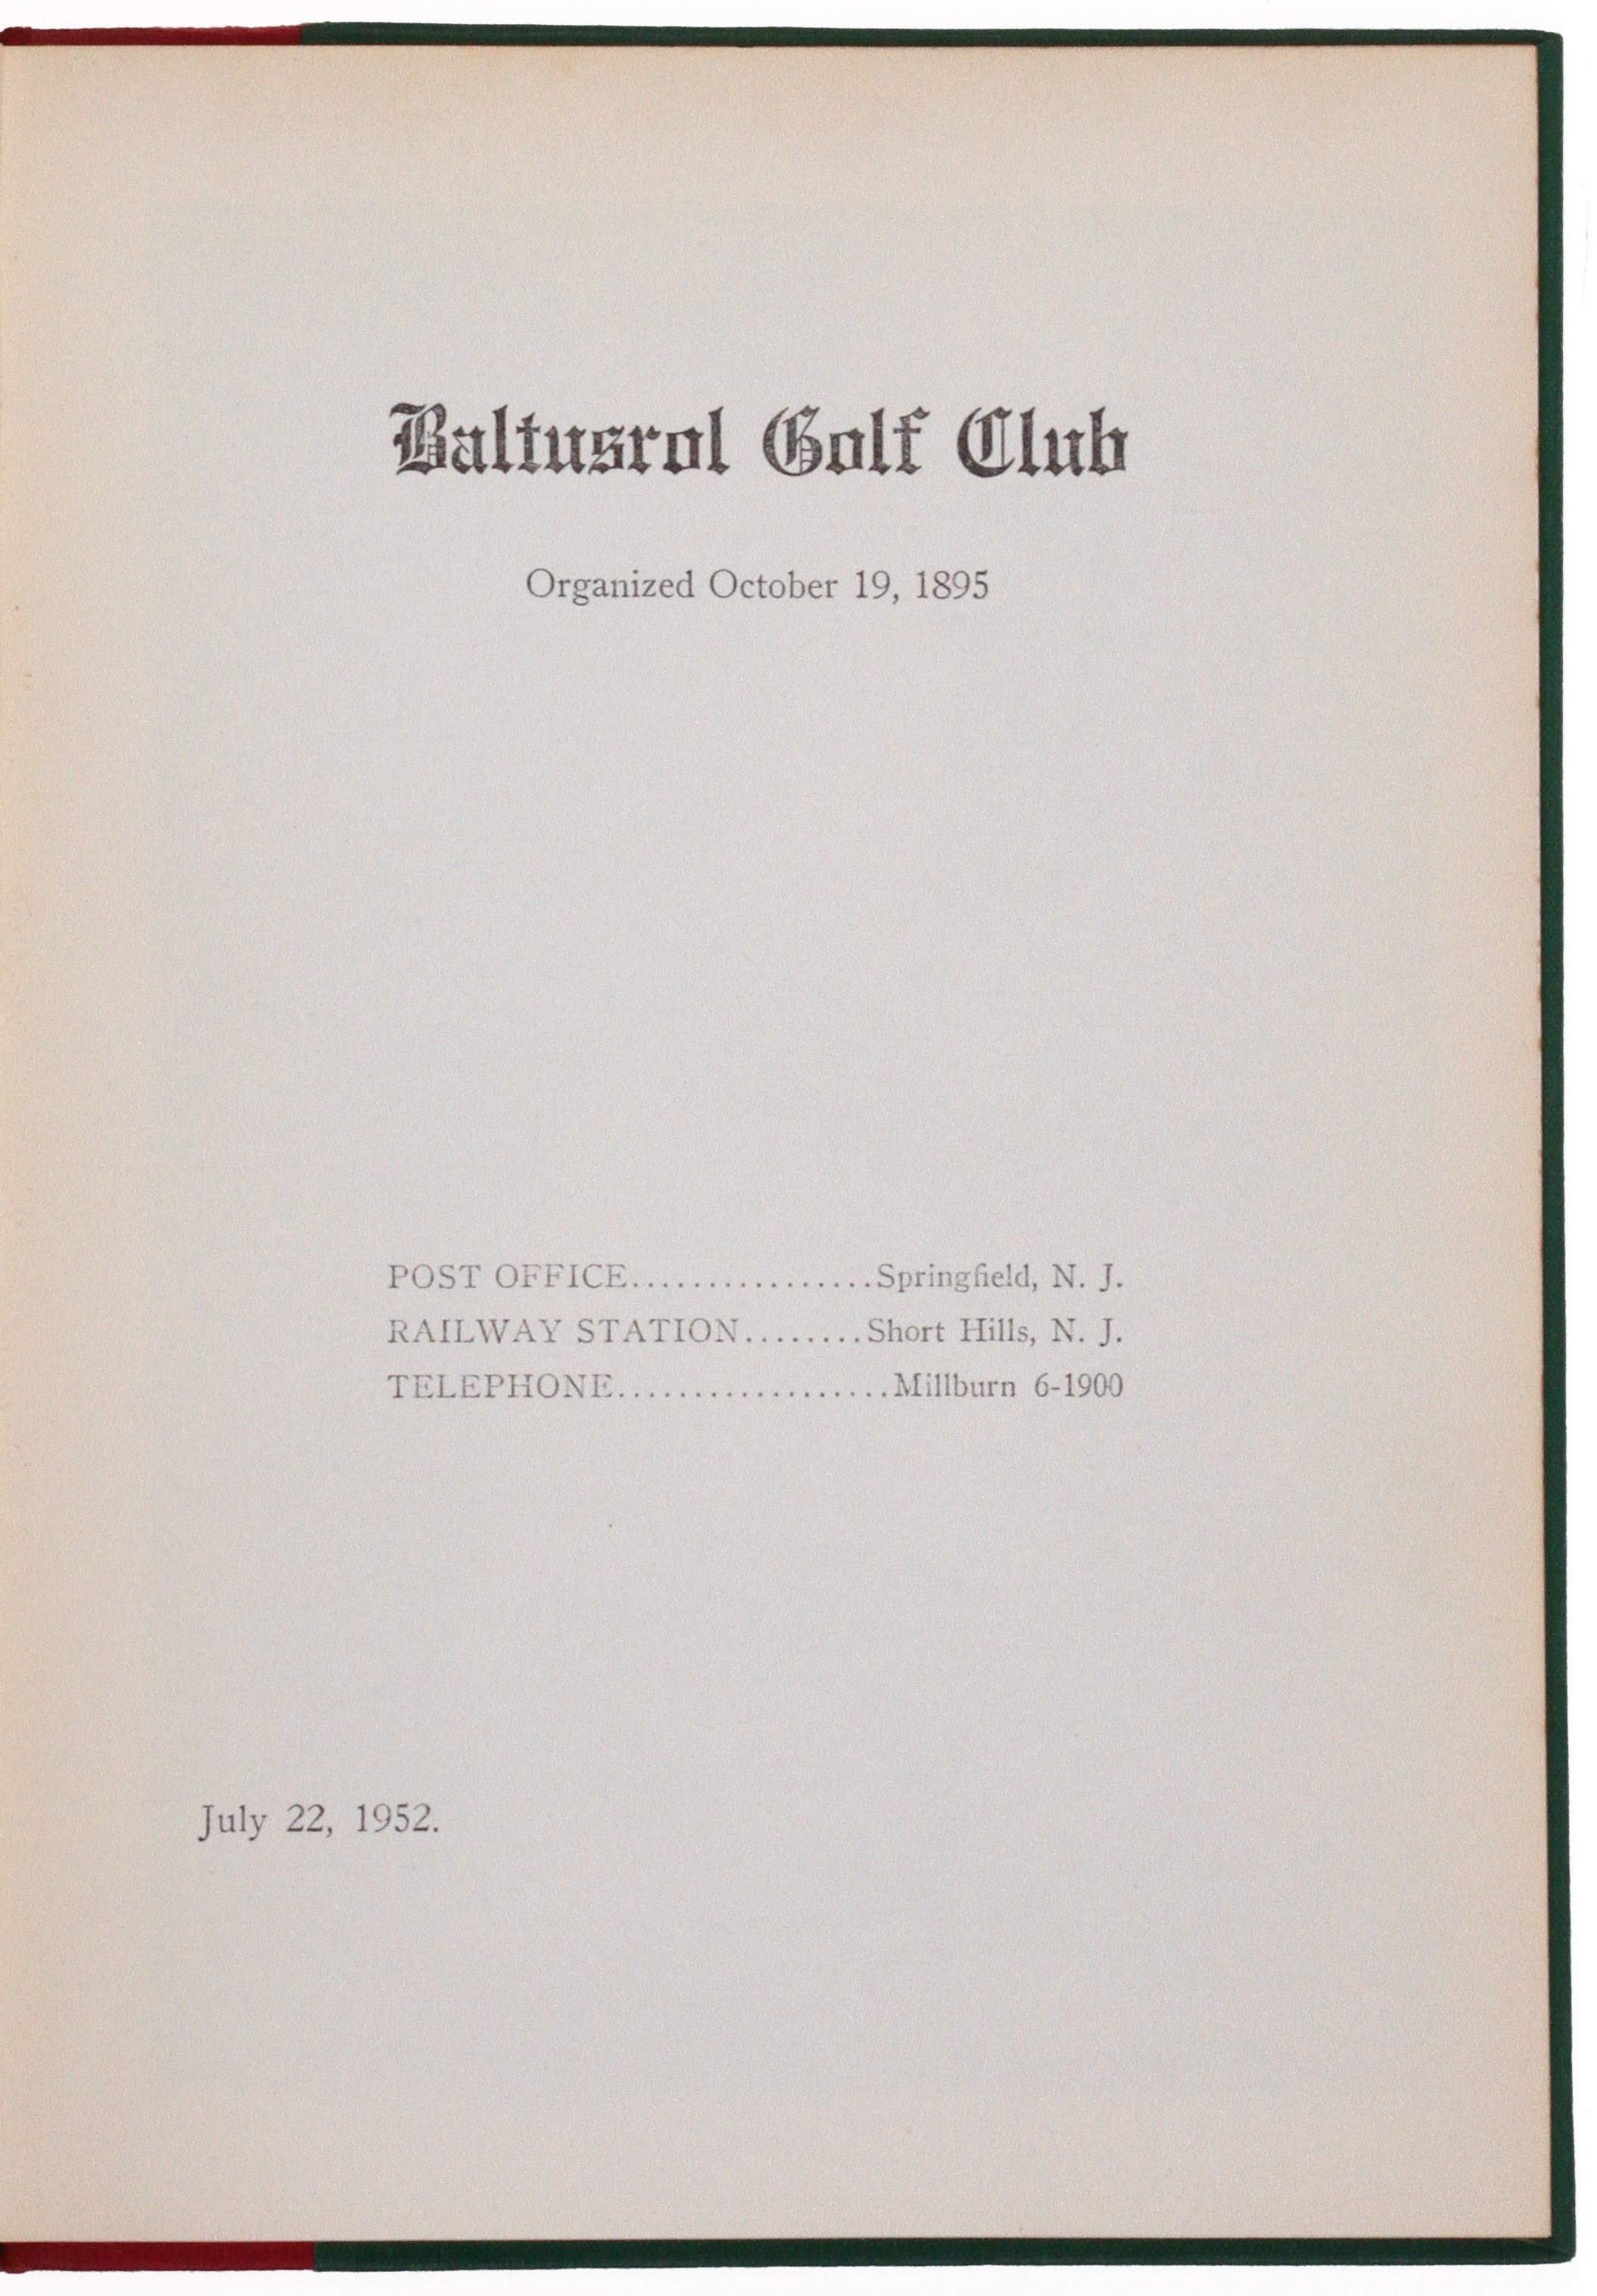 Baltusrol Golf Club
Organized October 19, 1895
POST OFFICE................Springfield, N. J.
RAILWAY STATION........Short Hills, N. J.
TELEPHONE..................Millburn 6-1900
July 22, 1952.